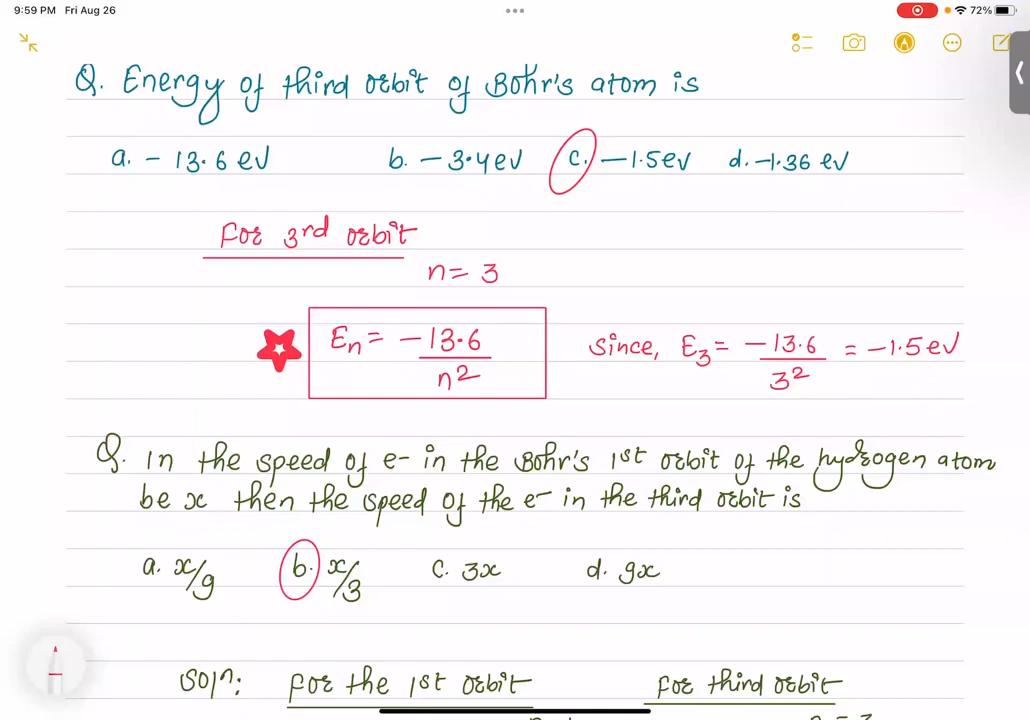 9:59 PM Fri Aug 26
72%
Q. Energy of third orbit of Bohr's atom is
a. - 13.6 eV b. - 3.4 eV c. - 1.5 eV d. -1.36 eV
For 3rd orbit
n = 3
En = -13.6/n² Since, E3 = -13.6/3² = -1.5 eV
Q. In the speed of e- in the Bohr's 1st orbit of the hydrogen atom
be x then the speed of the e- in the third orbit is
a. x/9 b. x/3 c. 3x d. 9x
Soln: For the 1st orbit For third orbit